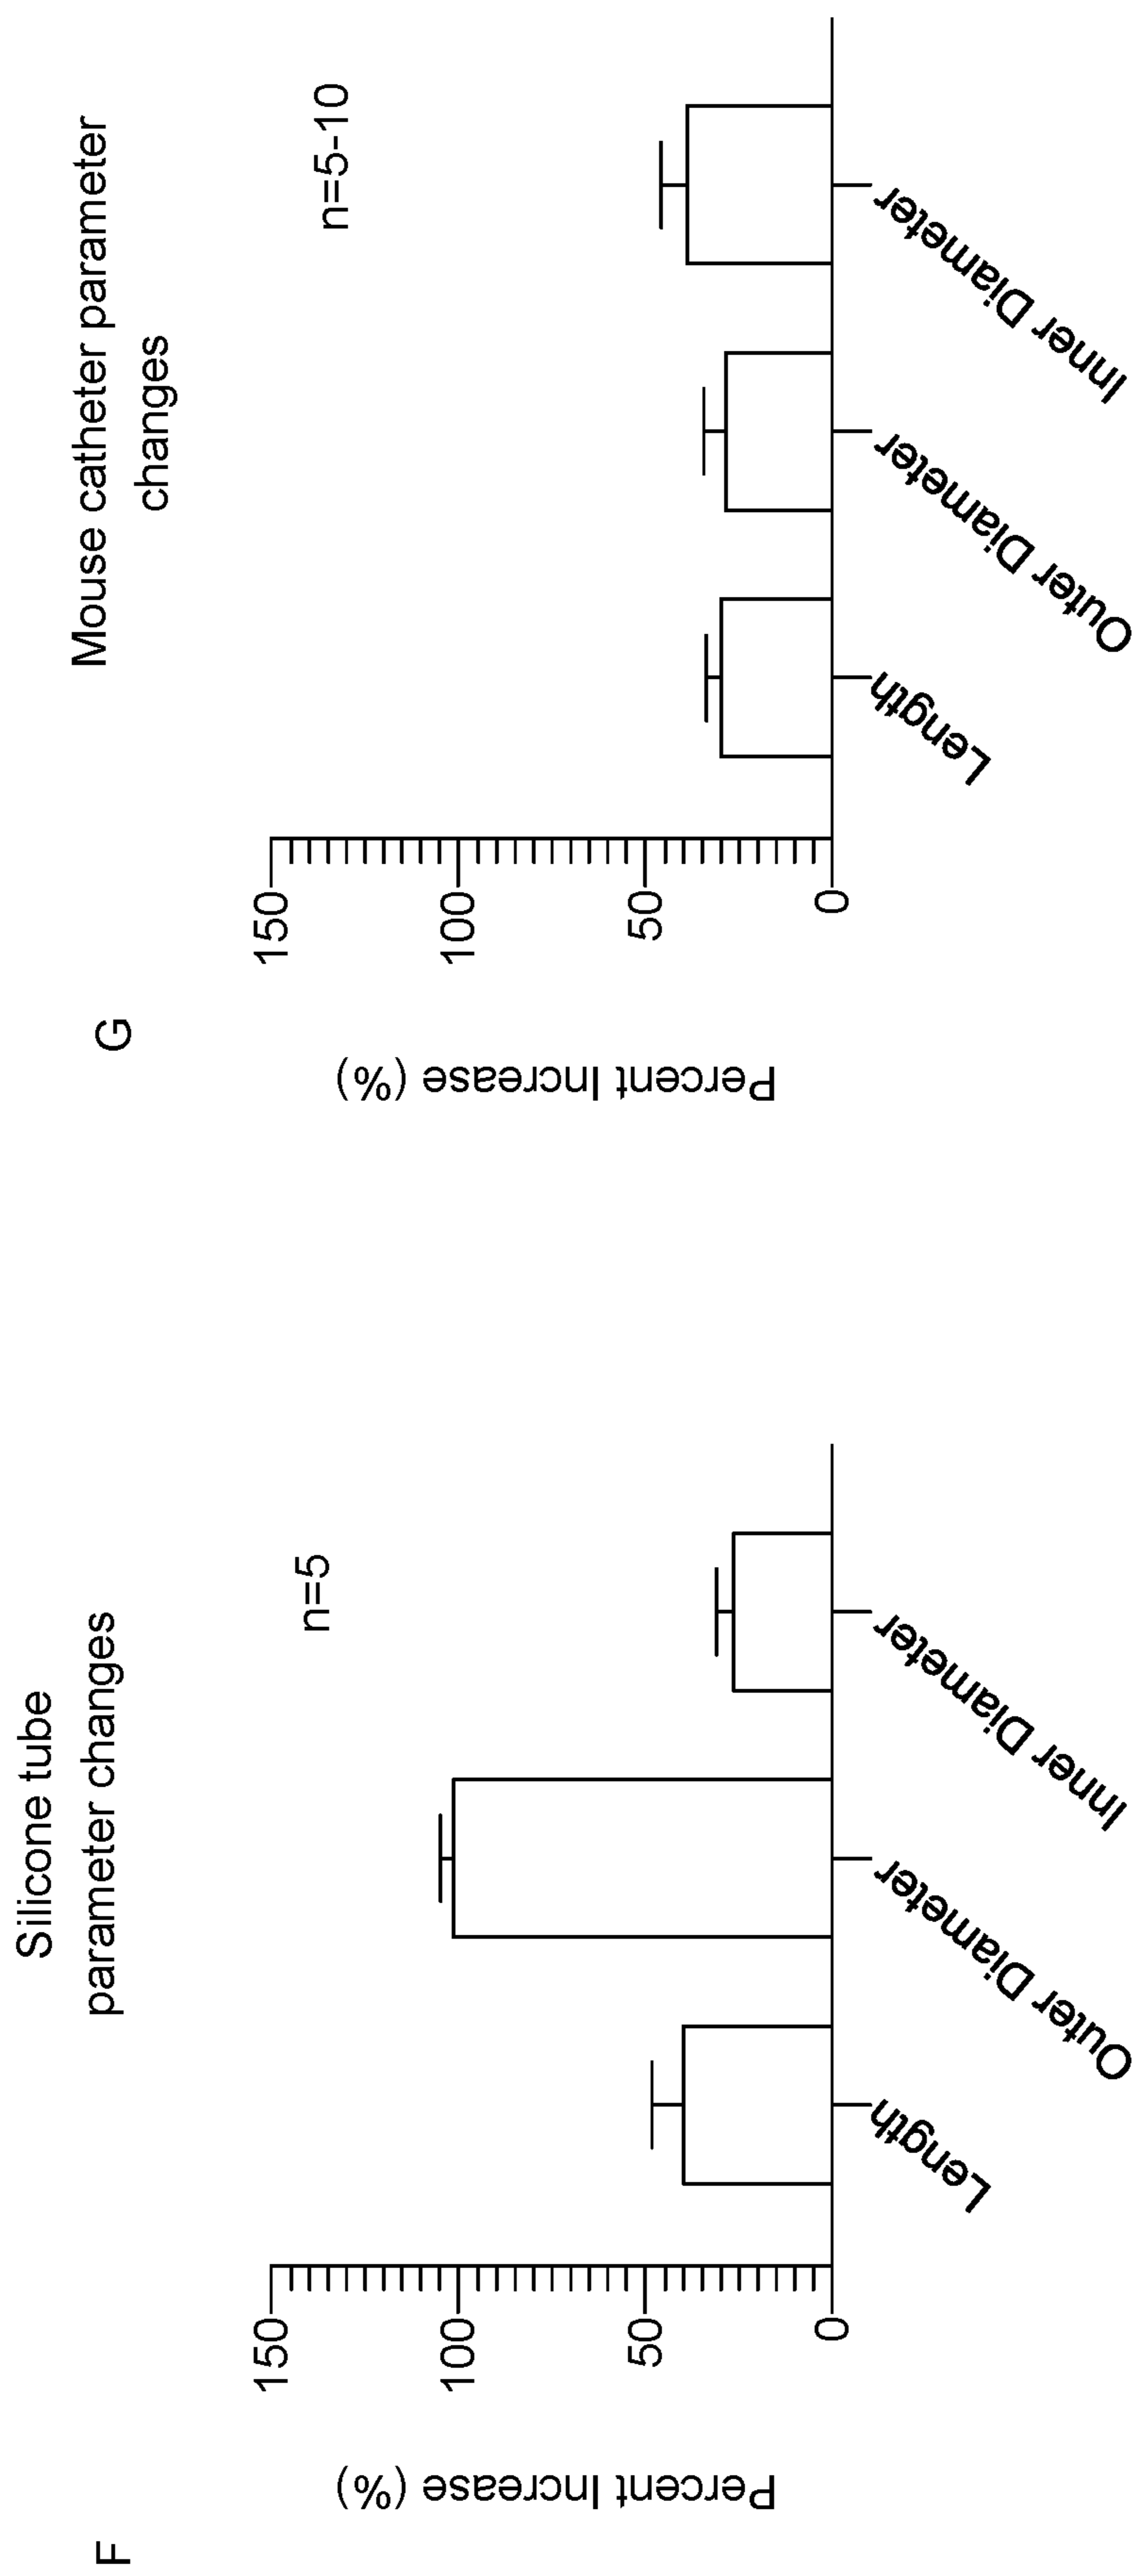 F
Silicone tube
parameter changes
n=5
Percent Increase (%)
150
100
50
0
Length
Outer Diameter
Inner Diameter
G
Mouse catheter parameter
changes
n=5-10
Percent Increase (%)
150
100
50
0
Length
Outer Diameter
Inner Diameter